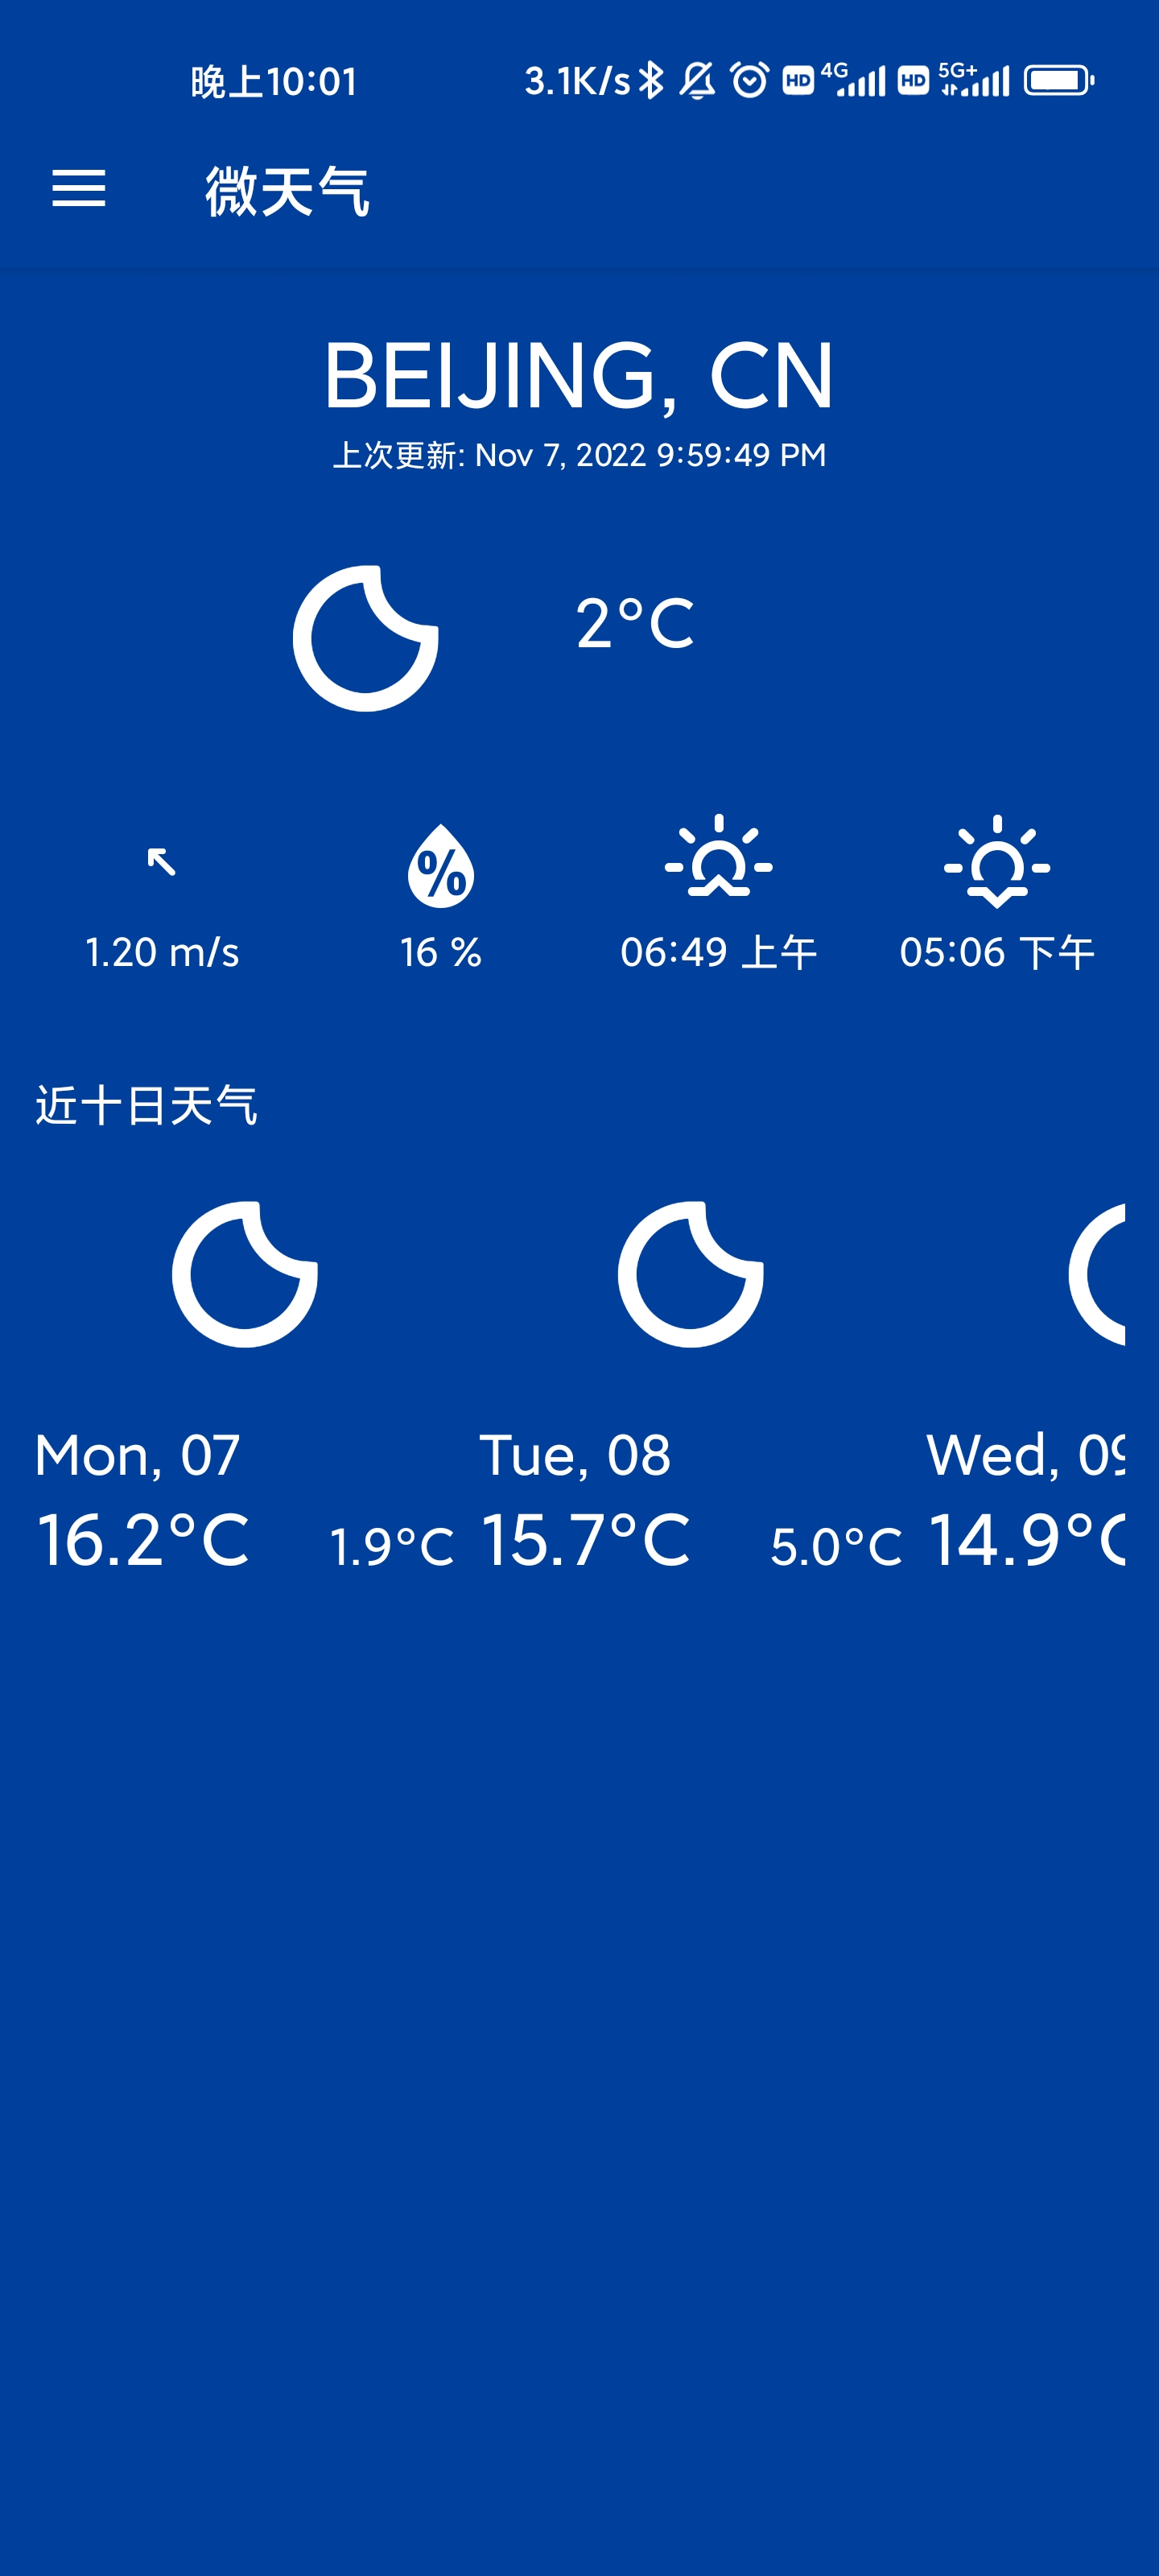 晚上10:01 3.1K/s HD 4G HD 5G+
微天气
BEIJING, CN
上次更新: Nov 7, 2022 9:59:49 PM
2°C
1.20 m/s 16 % 06:49 上午 05:06 下午
近十日天气
Mon, 07 Tue, 08 Wed, 09
16.2°C 1.9°C 15.7°C 5.0°C 14.9°C